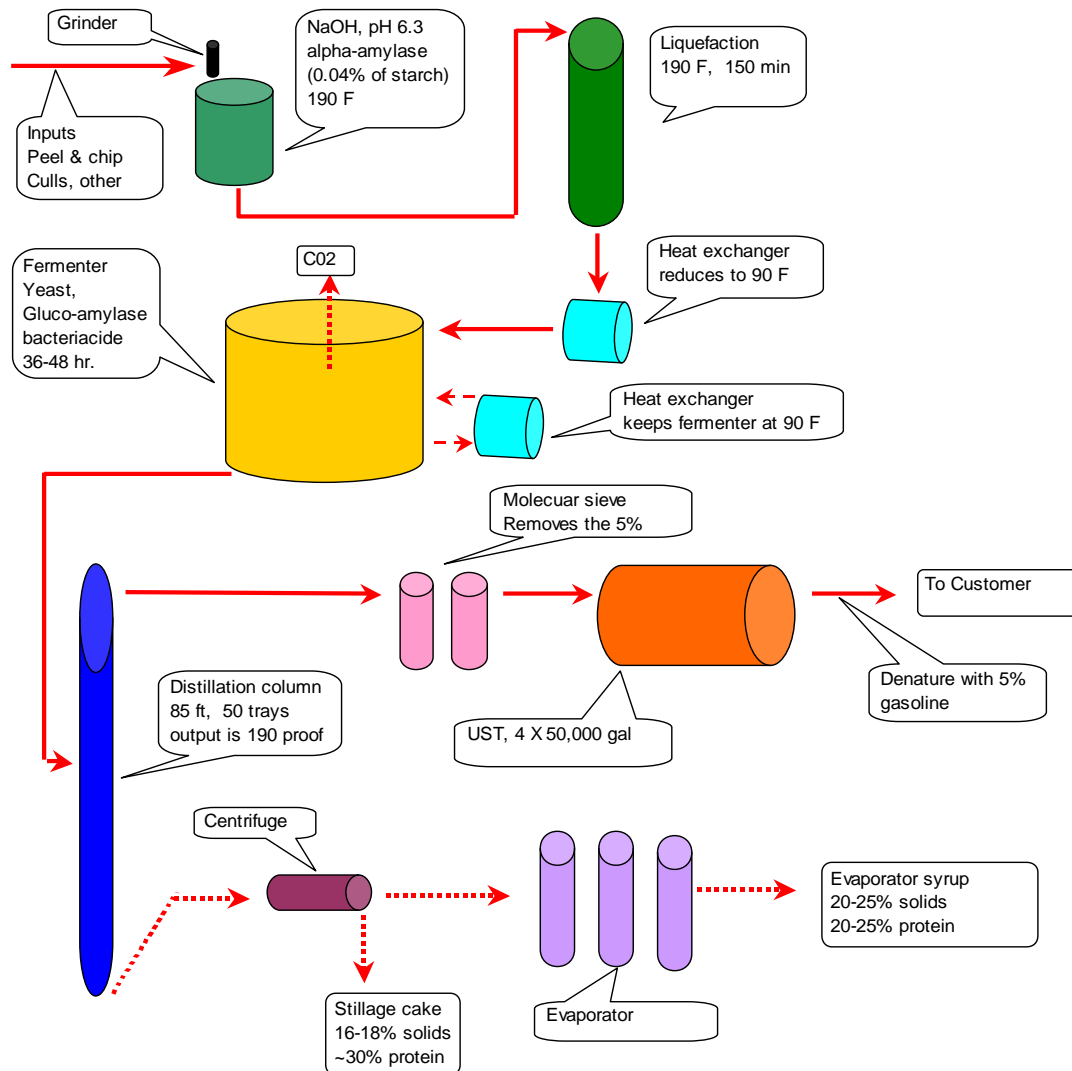 Grinder
NaOH, pH 6.3
alpha-amylase
(0.04% of starch)
190 F
Liquefaction
190 F, 150 min
Inputs
Peel & chip
Culls, other
C02
Heat exchanger
reduces to 90 F
Fermenter
Yeast,
Gluco-amylase
bacteriacide
36-48 hr.
Heat exchanger
keeps fermenter at 90 F
Molecuar sieve
Removes the 5%
To Customer
Denature with 5%
gasoline
Distillation column
85 ft, 50 trays
output is 190 proof
UST, 4 X 50,000 gal
Centrifuge
Evaporator syrup
20-25% solids
20-25% protein
Stillage cake
16-18% solids
~30% protein
Evaporator